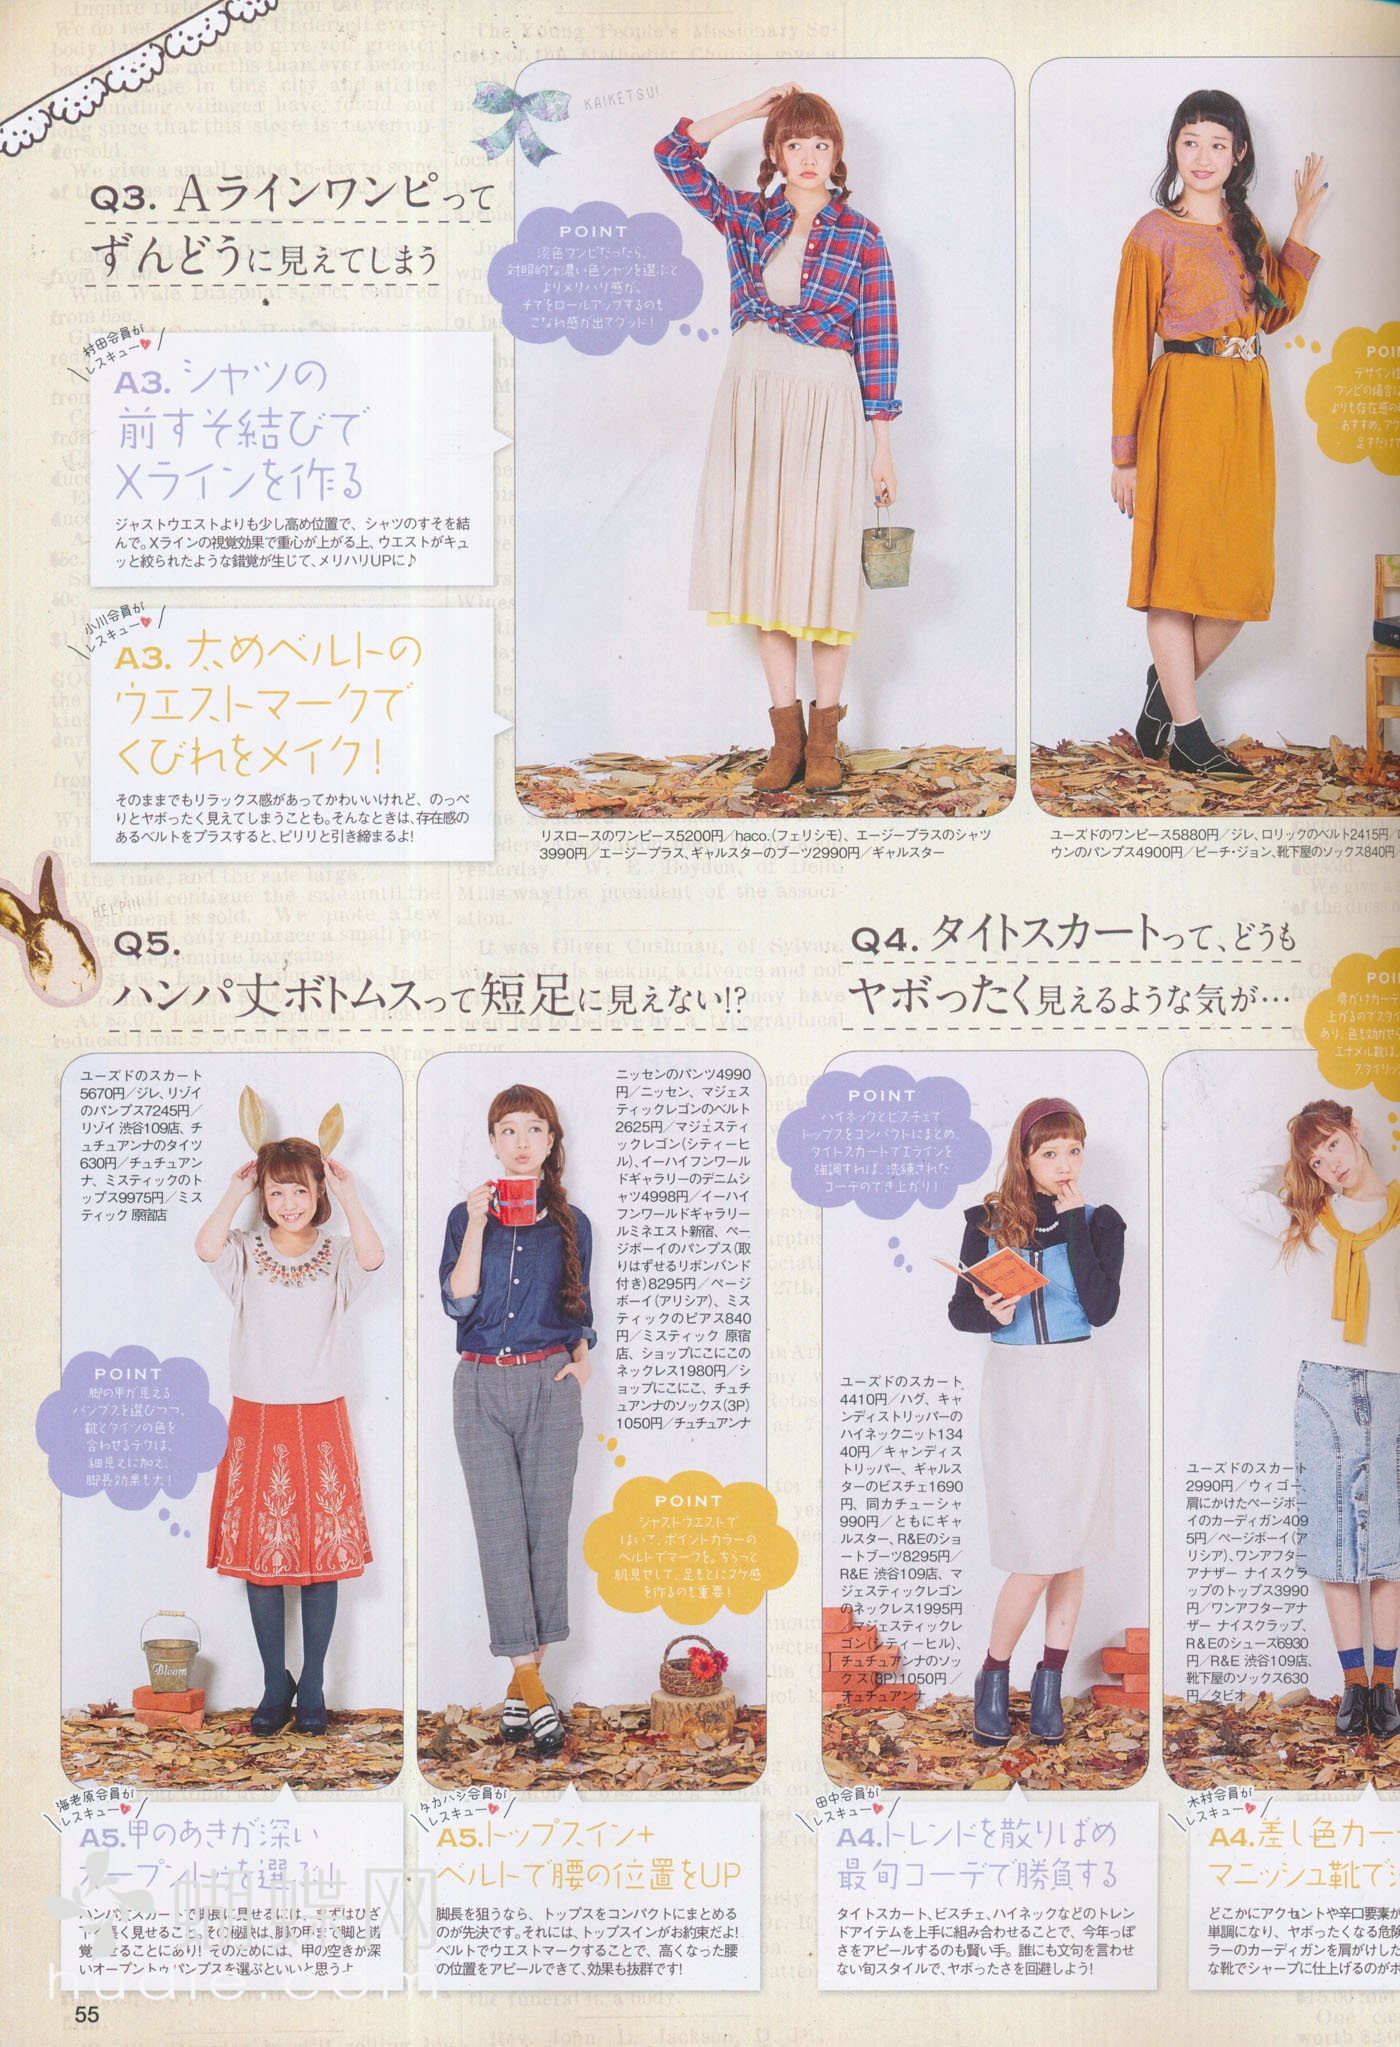 KAIKETSU!
Q3. Aラインワンピって
ずんどうに見えてしまう
村田会員が
レスキュー
A3. シャツの
前すそ結びで
Xラインを作る
ジャストウエストよりも少し高め位置で、シャツのすそを結
んで。Xラインの視覚効果で重心が上がる上、ウエストがキュ
ッと絞られたような錯覚が生じて、メリハリUPに♪
小川会員が
レスキュー
A3. 太めベルトの
ウエストマークで
くびれをメイク!
そのままでもリラックス感があってかわいいけれど、のっぺ
りとヤボったく見えてしまうことも。そんなときは、存在感の
あるベルトをプラスすると、ピリリと引き締まるよ!
POINT
淡色ワンピだったら、
対照的な濃い色シャツを選ぶと
よりメリハリ感が。
そでをロールアップするのも
こなれ感が出てグッド!
リスロースのワンピース5200円/haco.(フェリシモ)、エージープラスのシャツ
3990円/エージープラス、ギャルスターのブーツ2990円/ギャルスター
デザイン性
ワンピの場合は
よりも存在感の
おすすめ。アク
足すだけで
ユーズドのワンピース5880円/ジレ、ロリックのベルト2415円/
ウンのパンプス4900円/ピーチ・ジョン、靴下屋のソックス840円/
HELP!!!
Q5.
ハンパ丈ボトムスって短足に見えない!?
ユーズドのスカート
5670円/ジレ、リゾイ
のパンプス7245円/
リゾイ 渋谷109店、チ
ュチュアンナのタイツ
630円/チュチュアン
ナ、ミスティックのト
ップス9975円/ミス
ティック 原宿店
POINT
脚の甲が見える
パンプスを選びつつ、
靴とタイツの色を
合わせるテクは、
細見えに加え、
脚長効果も大!
Bloom
ニッセンのパンツ4990
円/ニッセン、マジェス
ティックレゴンのベルト
2625円/マジェスティ
ックレゴン(シティーヒ
ル)、イーハイフンワール
ドギャラリーのデニムシ
ャツ4998円/イーハイ
フンワールドギャラリー
ルミネエスト新宿、ペー
ジボーイのパンプス(取
りはずせるリボンバンド
付き)8295円/ページ
ボーイ(アリシア)、ミス
ティックのピアス840
円/ミスティック 原宿
店、ショップにこにこの
ネックレス1980円/シ
ョップにこにこ、チュチ
ュアンナのソックス(3P)
1050円/チュチュアンナ
POINT
ジャストウエストで
はいて、ポイントカラーの
ベルトでマークを。ちらっと
肌見せして、足もとにヌケ感
を作るのも重要!
海老原会員が
レスキュー
A5.甲のあきが深い
オープントゥを選ぶ!
ハンパ丈スカートで脚長に見せるには、まずはひざ
下を長く見せること。その秘訣は、脚の甲まで脚と錯
覚させることにあり! そのためには、甲の空きが深
いオープントゥパンプスを選ぶといいと思うよ
タカハシ会員が
レスキュー
A5.トップスイン+
ベルトで腰の位置をUP
脚長を狙うなら、トップスをコンパクトにまとめる
のが先決です。それには、トップスインがお約束だよ!
ベルトでウエストマークすることで、高くなった腰
の位置をアピールできて、効果も抜群です!
Q4. タイトスカートって、どうも
ヤボったく見えるような気が…
POINT
ハイネックとビスチェで
トップスをコンパクトにまとめ、
タイトスカートでIラインを
強調すれば、洗練された
コーデのでき上がり!
ユーズドのスカート
4410円/ハグ、キャ
ンディストリッパーの
ハイネックニット134
40円/キャンディス
トリッパー、ギャルス
ターのビスチェ1690
円、同カチューシャ
990円/ともにギャ
ルスター、R&Eのショ
ートブーツ8295円/
R&E 渋谷109店、マ
ジェスティックレゴン
のネックレス1995円
/マジェスティックレ
ゴン(シティーヒル)、
チュチュアンナのソッ
クス(3P)1050円/
チュチュアンナ
肩がけカーデ
上がるのでスタイ
あり、色も効かせ
エナメル靴は、
スタイリッ
ユーズドのスカート
2990円/ウィゴー、
肩にかけたページボー
イのカーディガン409
5円/ページボーイ(ア
リシア)、ワンアフター
アナザー ナイスクラ
ップのトップス3990
円/ワンアフターアナ
ザー ナイスクラップ、
R&Eのシューズ6930
円/R&E 渋谷109店、
靴下屋のソックス630
円/タビオ
田中会員が
レスキュー
A4.トレンドを散りばめ
最旬コーデで勝負する
タイトスカート、ビスチェ、ハイネックなどのトレン
ドアイテムを上手に組み合わせることで、今年っぽ
さをアピールするのも賢い手。誰にも文句を言わせ
ない旬スタイルで、ヤボったさを回避しよう!
木村会員が
レスキュー
A4.差し色カー
マニッシュ靴で
どこかにアクセントや辛口要素が
単調になり、ヤボったくなる危険
ラーのカーディガンを肩がけした
な靴でシャープに仕上げるのがポ
蝴蝶网
hudie.com
55